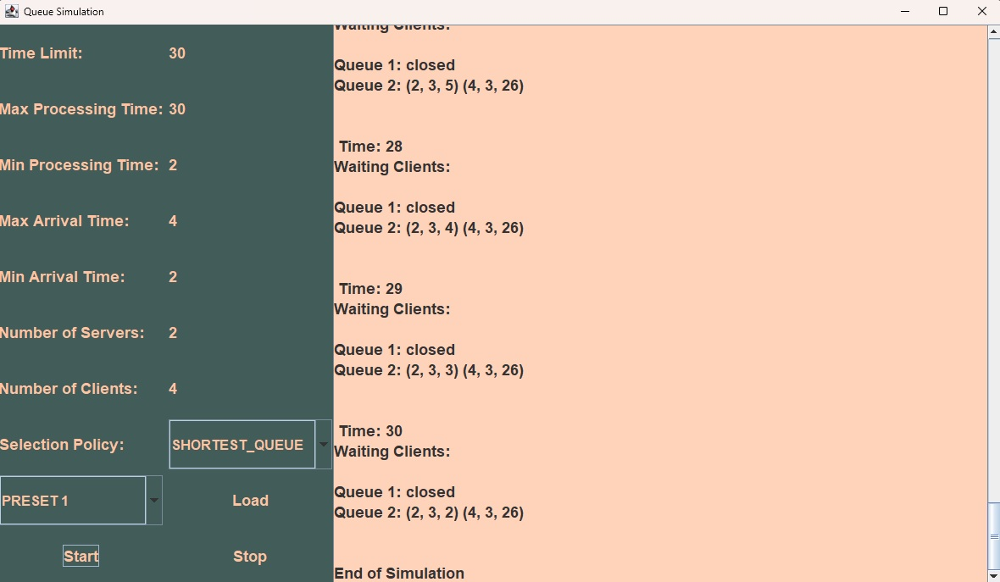 Queue Simulation
Time Limit: 30
Max Processing Time: 30
Min Processing Time: 2
Max Arrival Time: 4
Min Arrival Time: 2
Number of Servers: 2
Number of Clients: 4
Selection Policy: SHORTEST_QUEUE
PRESET 1 Load
Start Stop
Waiting Clients:
Queue 1: closed
Queue 2: (2, 3, 5) (4, 3, 26)
Time: 28
Waiting Clients:
Queue 1: closed
Queue 2: (2, 3, 4) (4, 3, 26)
Time: 29
Waiting Clients:
Queue 1: closed
Queue 2: (2, 3, 3) (4, 3, 26)
Time: 30
Waiting Clients:
Queue 1: closed
Queue 2: (2, 3, 2) (4, 3, 26)
End of Simulation